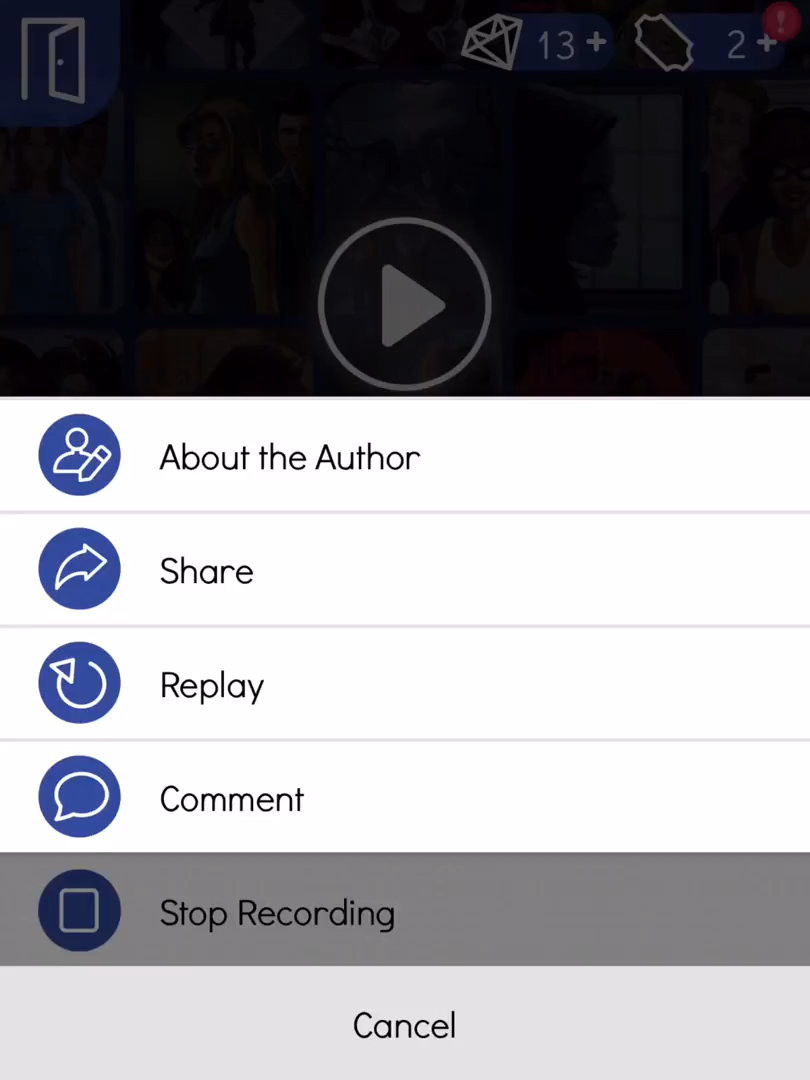 13 +
2 +
!
About the Author
Share
Replay
Comment
Stop Recording
Cancel